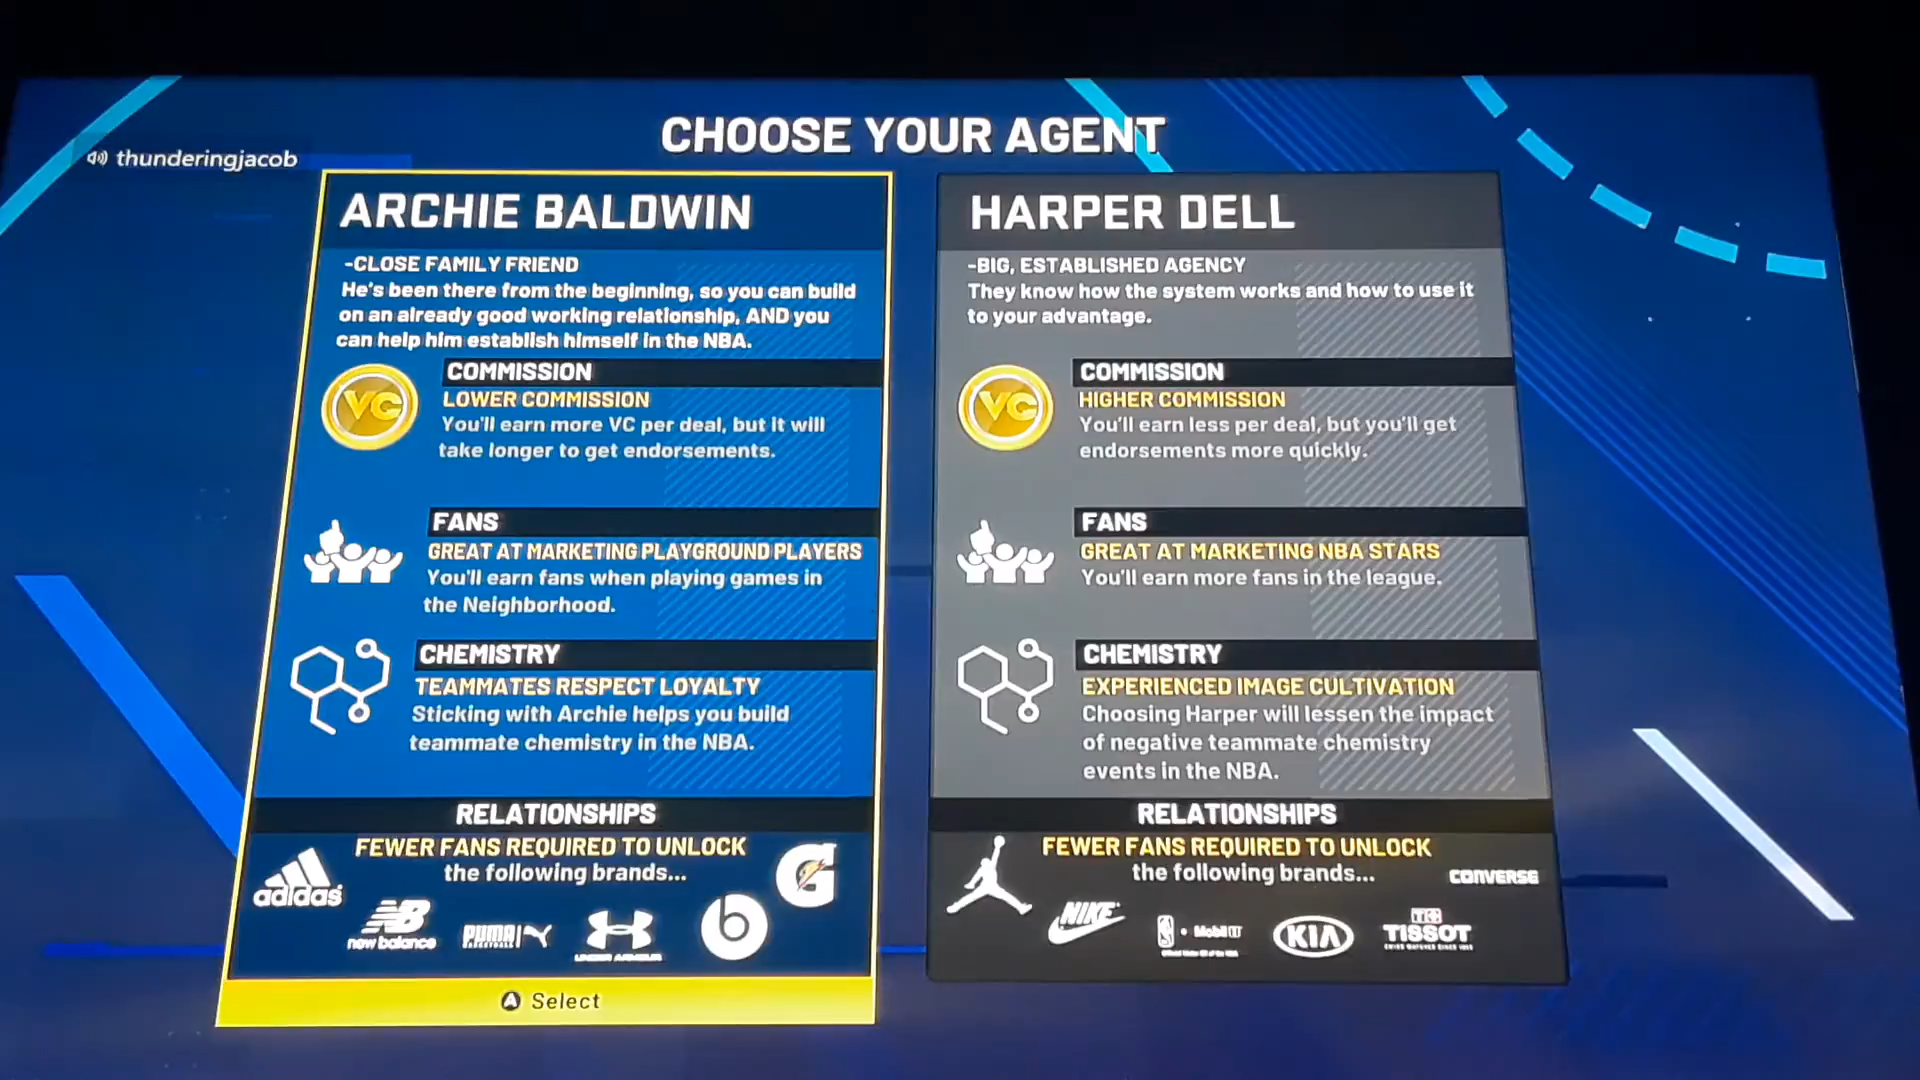 CHOOSE YOUR AGENT
thunderingjacob
ARCHIE BALDWIN
-CLOSE FAMILY FRIEND
He's been there from the beginning, so you can build
on an already good working relationship, AND you
can help him establish himself in the NBA.
COMMISSION
VC
LOWER COMMISSION
You'll earn more VC per deal, but it will
take longer to get endorsements.
FANS
GREAT AT MARKETING PLAYGROUND PLAYERS
You'll earn fans when playing games in
the Neighborhood.
CHEMISTRY
TEAMMATES RESPECT LOYALTY
Sticking with Archie helps you build
teammate chemistry in the NBA.
RELATIONSHIPS
FEWER FANS REQUIRED TO UNLOCK
the following brands...
adidas
G
NB
new balance
PUMA
UNDER ARMOUR
b
A Select
HARPER DELL
-BIG, ESTABLISHED AGENCY
They know how the system works and how to use it
to your advantage.
COMMISSION
VC
HIGHER COMMISSION
You'll earn less per deal, but you'll get
endorsements more quickly.
FANS
GREAT AT MARKETING NBA STARS
You'll earn more fans in the league.
CHEMISTRY
EXPERIENCED IMAGE CULTIVATION
Choosing Harper will lessen the impact
of negative teammate chemistry
events in the NBA.
RELATIONSHIPS
FEWER FANS REQUIRED TO UNLOCK
the following brands...
CONVERSE
NIKE
Mobil
KIA
TISSOT